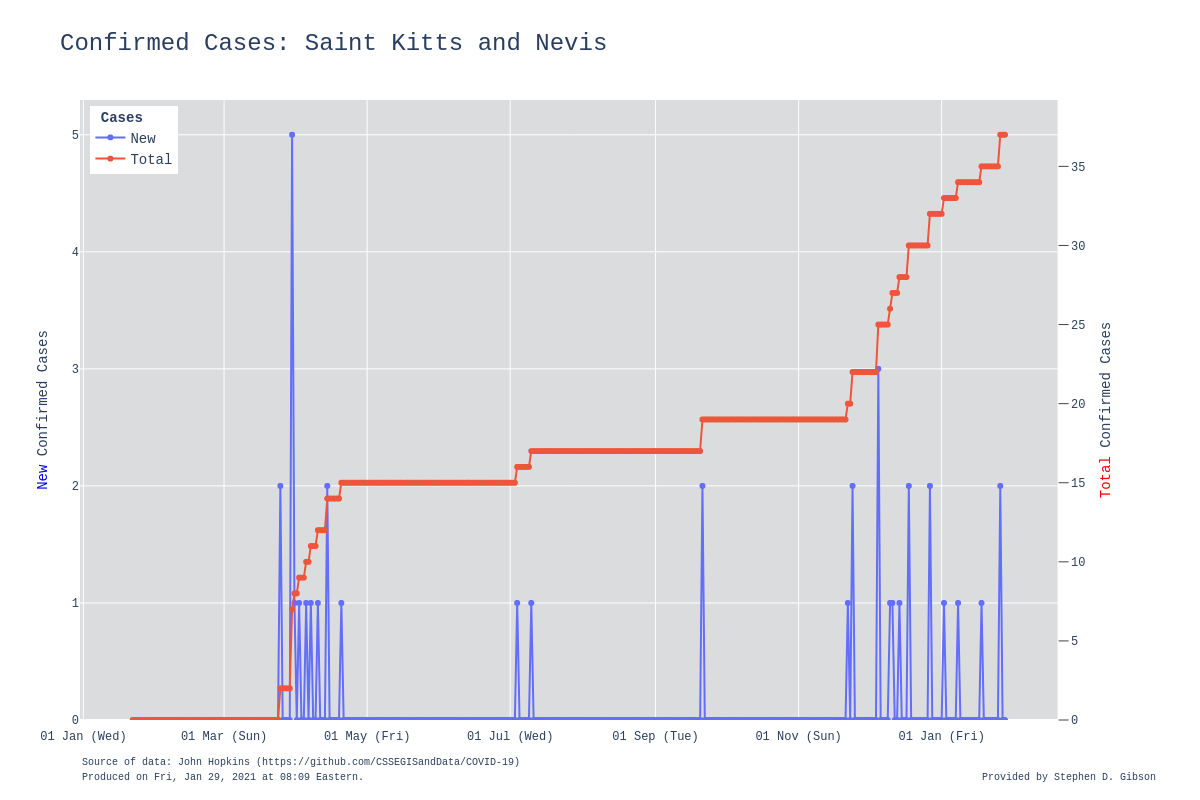 Confirmed Cases: Saint Kitts and Nevis
Cases
New
Total
5
4
3
2
1
0
New Confirmed Cases
35
30
25
20
15
10
5
0
Total Confirmed Cases
01 Jan (Wed)
01 Mar (Sun)
01 May (Fri)
01 Jul (Wed)
01 Sep (Tue)
01 Nov (Sun)
01 Jan (Fri)
Source of data: John Hopkins (https://github.com/CSSEGISandData/COVID-19)
Produced on Fri, Jan 29, 2021 at 08:09 Eastern.
Provided by Stephen D. Gibson